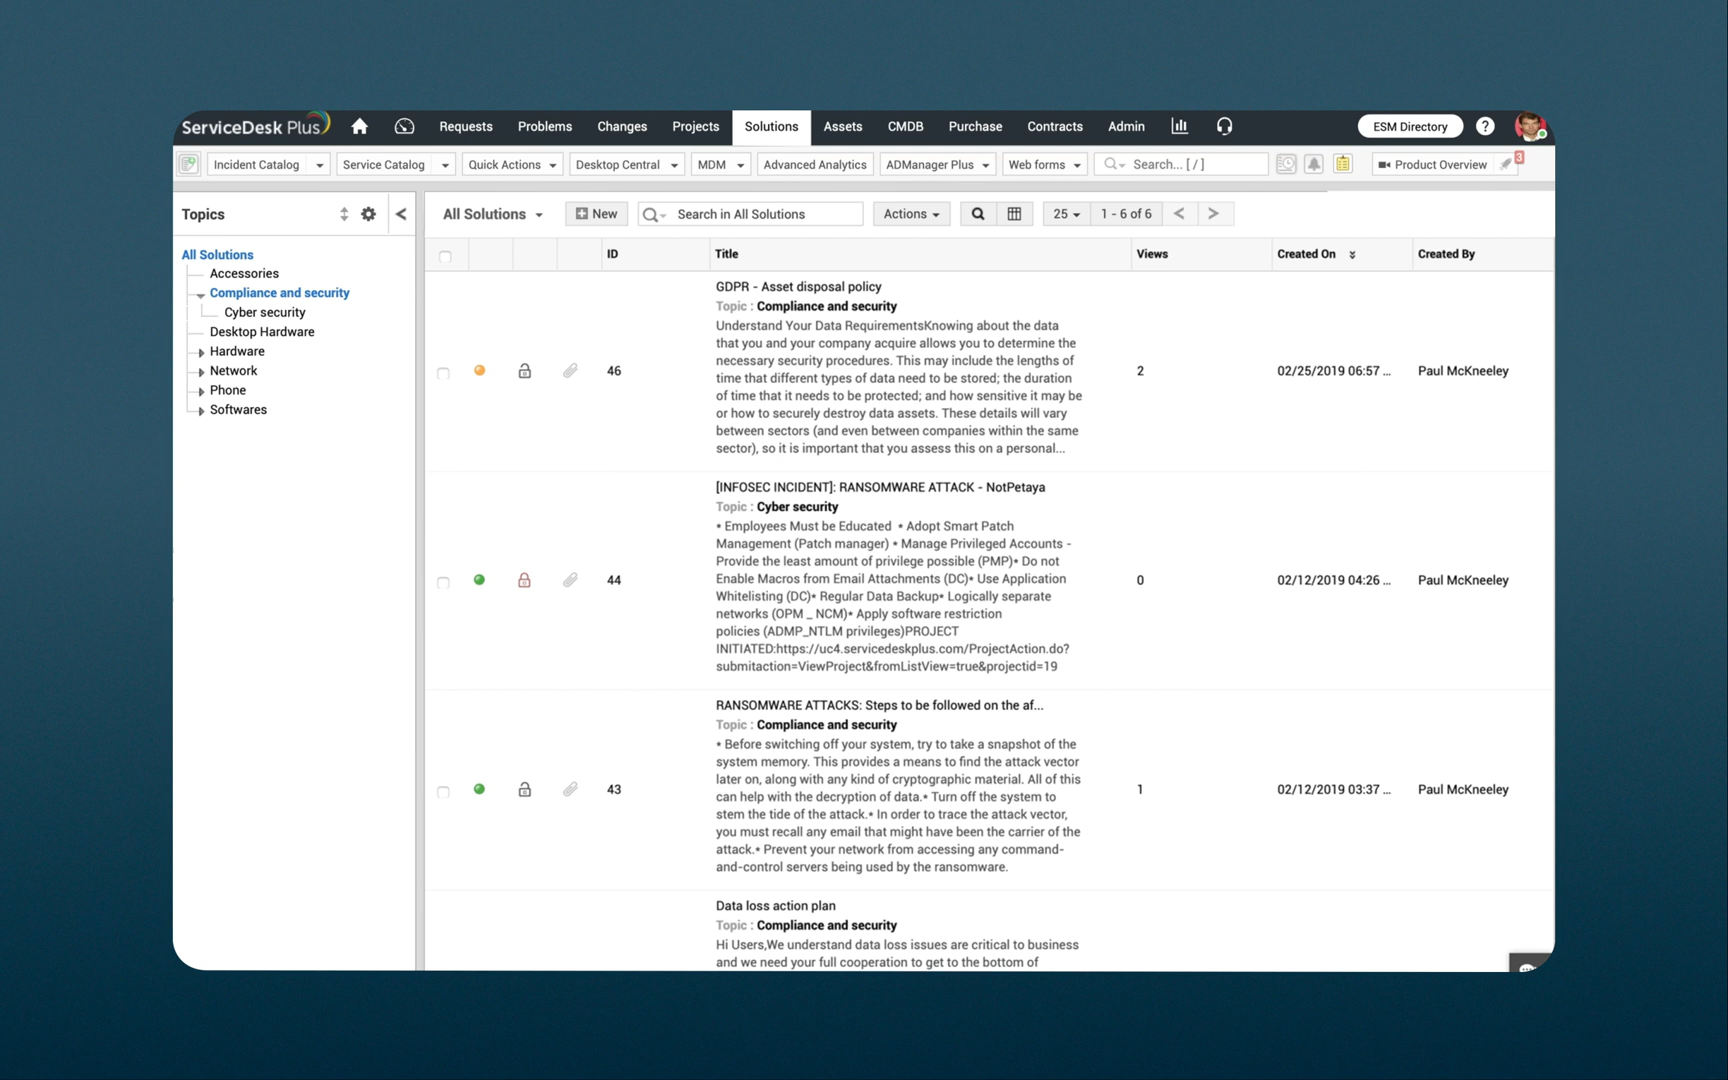 ServiceDesk Plus
Requests
Problems
Changes
Projects
Solutions
Assets
CMDB
Purchase
Contracts
Admin
ESM Directory
?
Incident Catalog
Service Catalog
Quick Actions
Desktop Central
MDM
Advanced Analytics
ADManager Plus
Web forms
Search... [ / ]
Product Overview
3
Topics
All Solutions
Accessories
Compliance and security
Cyber security
Desktop Hardware
Hardware
Network
Phone
Softwares
All Solutions
New
Search in All Solutions
Actions
25
1 - 6 of 6
ID
Title
Views
Created On
Created By
GDPR - Asset disposal policy
Topic : Compliance and security
Understand Your Data RequirementsKnowing about the data
that you and your company acquire allows you to determine the
necessary security procedures. This may include the lengths of
time that different types of data need to be stored; the duration
of time that it needs to be protected; and how sensitive it may be
or how to securely destroy data assets. These details will vary
between sectors (and even between companies within the same
sector), so it is important that you assess this on a personal...
46
2
02/25/2019 06:57 ...
Paul McKneeley
[INFOSEC INCIDENT]: RANSOMWARE ATTACK - NotPetaya
Topic : Cyber security
• Employees Must be Educated • Adopt Smart Patch
Management (Patch manager) • Manage Privileged Accounts -
Provide the least amount of privilege possible (PMP)• Do not
Enable Macros from Email Attachments (DC)• Use Application
Whitelisting (DC)• Regular Data Backup• Logically separate
networks (OPM _ NCM)• Apply software restriction
policies (ADMP_NTLM privileges)PROJECT
INITIATED:https://uc4.servicedeskplus.com/ProjectAction.do?
submitaction=ViewProject&fromListView=true&projectid=19
44
0
02/12/2019 04:26 ...
Paul McKneeley
RANSOMWARE ATTACKS: Steps to be followed on the af...
Topic : Compliance and security
• Before switching off your system, try to take a snapshot of the
system memory. This provides a means to find the attack vector
later on, along with any kind of cryptographic material. All of this
can help with the decryption of data.• Turn off the system to
stem the tide of the attack.• In order to trace the attack vector,
you must recall any email that might have been the carrier of the
attack.• Prevent your network from accessing any command-
and-control servers being used by the ransomware.
43
1
02/12/2019 03:37 ...
Paul McKneeley
Data loss action plan
Topic : Compliance and security
Hi Users,We understand data loss issues are critical to business
and we need your full cooperation to get to the bottom of